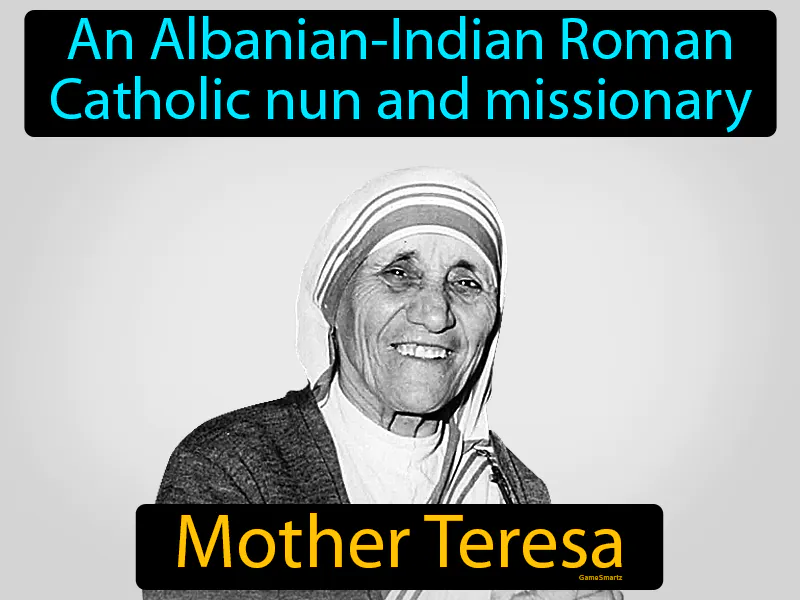 An Albanian-Indian Roman
Catholic nun and missionary
Mother Teresa
GameSmartz